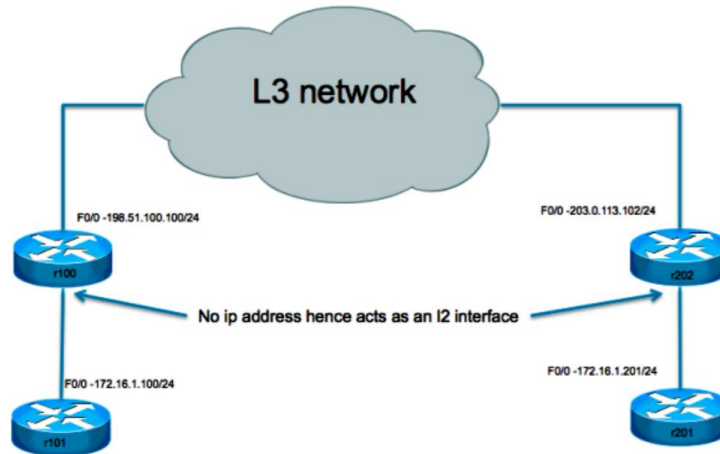 L3 network
F0/0 -198.51.100.100/24
F0/0 -203.0.113.102/24
r100
r202
No ip address hence acts as an l2 interface
F0/0 -172.16.1.100/24
F0/0 -172.16.1.201/24
r101
r201